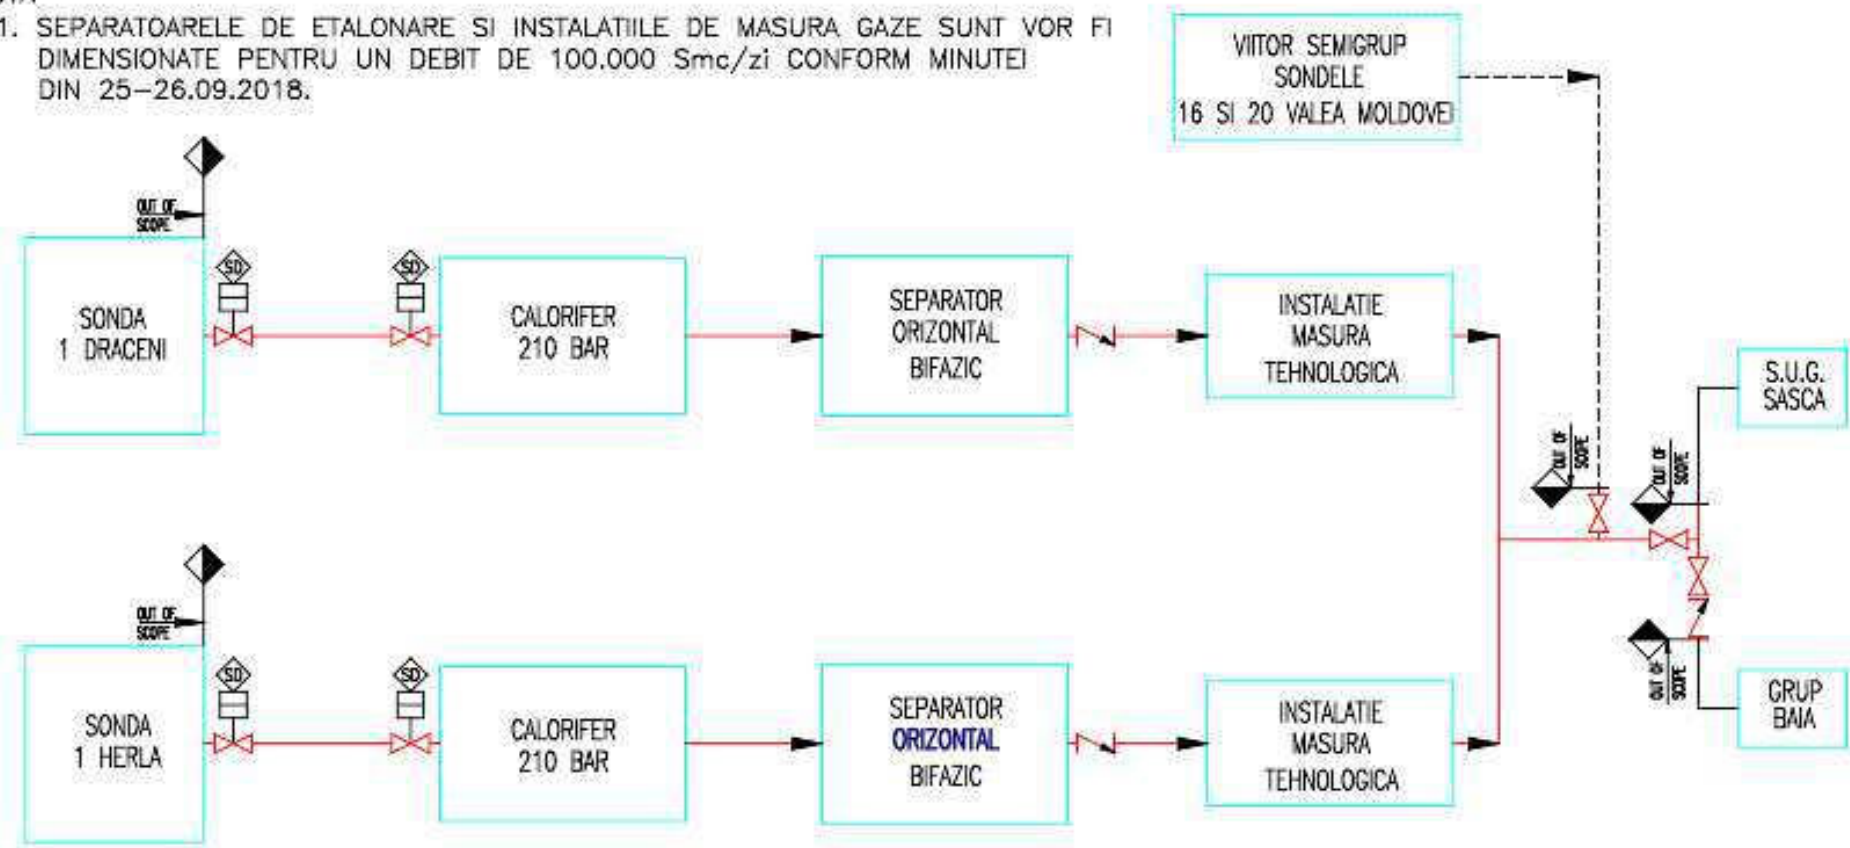 1. SEPARATOARELE DE ETALONARE SI INSTALATIILE DE MASURA GAZE SUNT VOR FI
DIMENSIONATE PENTRU UN DEBIT DE 100.000 Smc/zi CONFORM MINUTEI
DIN 25-26.09.2018.
VIITOR SEMIGRUP
SONDELE
16 SI 20 VALEA MOLDOVEI
OUT OF
SCOPE
SD
SD
SONDA
1 DRACENI
CALORIFER
210 BAR
SEPARATOR
ORIZONTAL
BIFAZIC
INSTALATIE
MASURA
TEHNOLOGICA
S.U.G.
SASCA
OUT OF
SCOPE
OUT OF
SCOPE
OUT OF
SCOPE
SD
SD
SONDA
1 HERLA
CALORIFER
210 BAR
SEPARATOR
ORIZONTAL
BIFAZIC
INSTALATIE
MASURA
TEHNOLOGICA
OUT OF
SCOPE
GRUP
BAIA